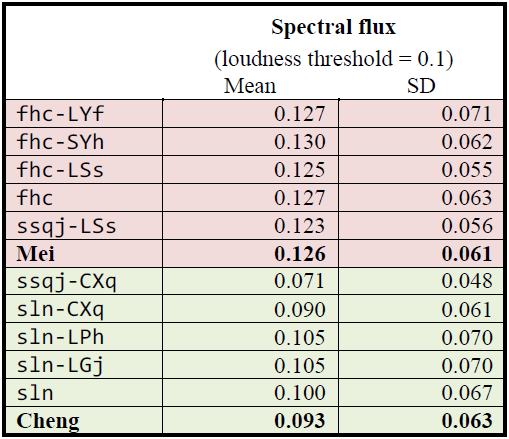 Spectral flux
(loudness threshold = 0.1)
Mean SD
fhc-LYf 0.127 0.071
fhc-SYh 0.130 0.062
fhc-LSs 0.125 0.055
fhc 0.127 0.063
ssqj-LSs 0.123 0.056
Mei 0.126 0.061
ssqj-CXq 0.071 0.048
sln-CXq 0.090 0.061
sln-LPh 0.105 0.070
sln-LGj 0.105 0.070
sln 0.100 0.067
Cheng 0.093 0.063